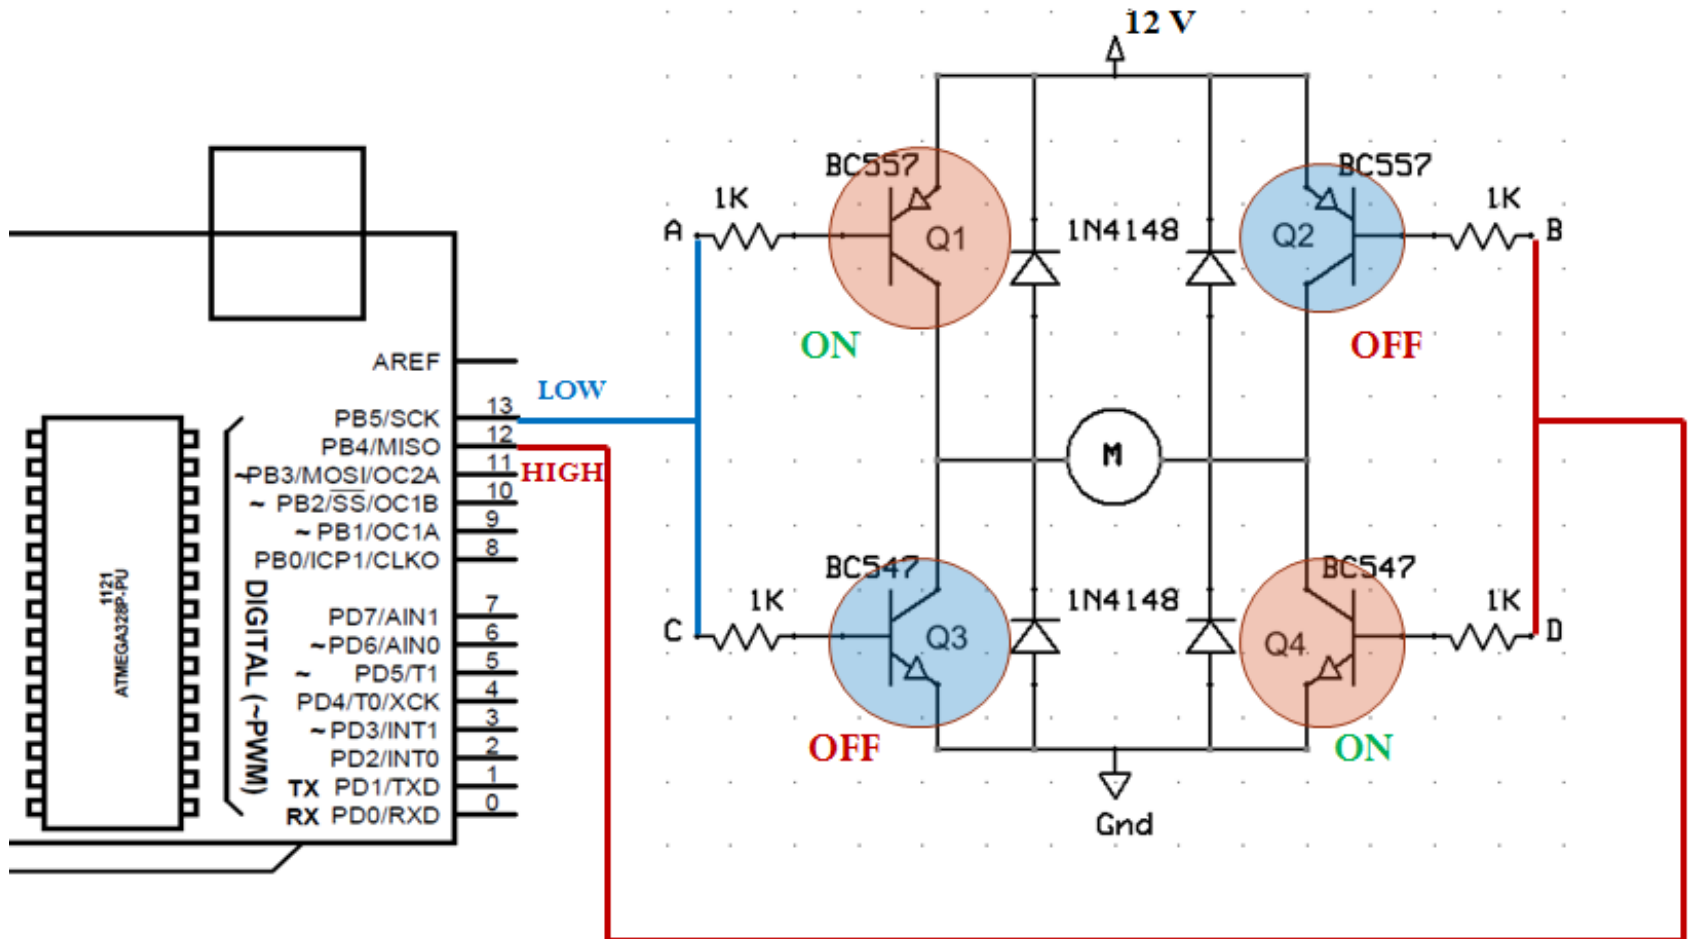 12 V
BC557
BC557
1K
1K
A
Q1
1N4148
Q2
B
ON
OFF
AREF
LOW
PB5/SCK 13
PB4/MISO 12
HIGH
~PB3/MOSI/OC2A 11
~ PB2/SS/OC1B 10
~ PB1/OC1A 9
PB0/ICP1/CLKO 8
M
DIGITAL (~PWM)
1121
ATMEGA328P-PU
PD7/AIN1 7
~PD6/AIN0 6
~ PD5/T1 5
PD4/T0/XCK 4
~PD3/INT1 3
PD2/INT0 2
TX PD1/TXD 1
RX PD0/RXD 0
BC547
BC547
1K
1N4148
1K
C
Q3
Q4
D
OFF
ON
Gnd